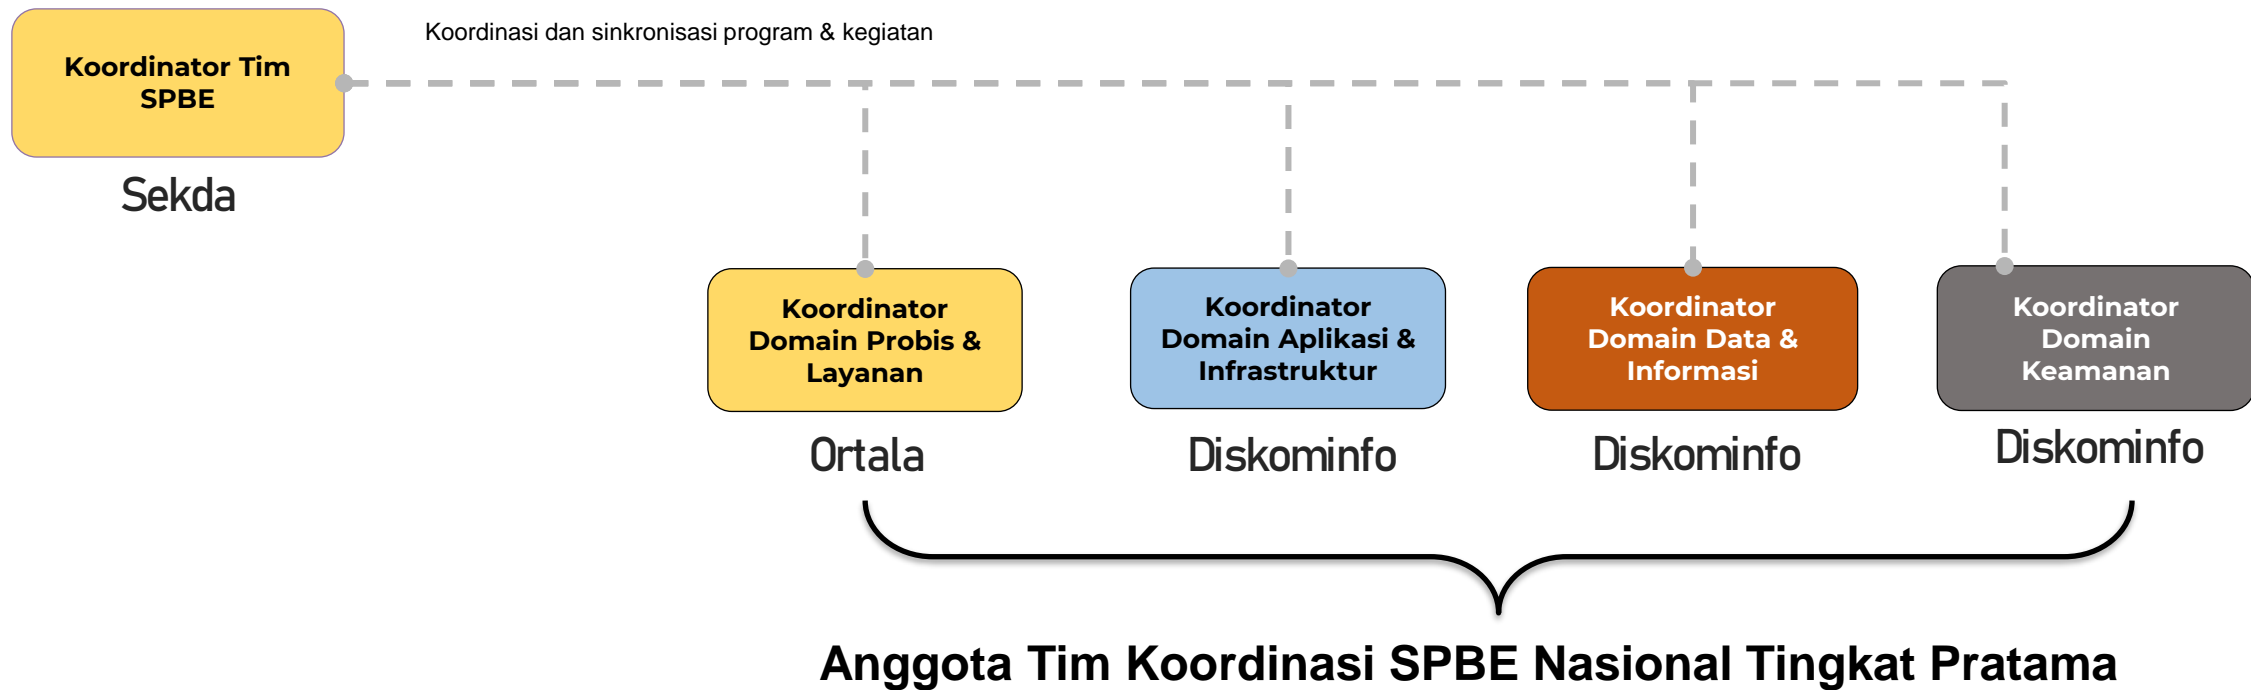 Koordinasi dan sinkronisasi program & kegiatan
Koordinator Tim
SPBE
Sekda
Koordinator
Domain Probis &
Layanan
Ortala
Koordinator
Domain Aplikasi &
Infrastruktur
Diskominfo
Koordinator
Domain Data &
Informasi
Diskominfo
Koordinator
Domain
Keamanan
Diskominfo
Anggota Tim Koordinasi SPBE Nasional Tingkat Pratama